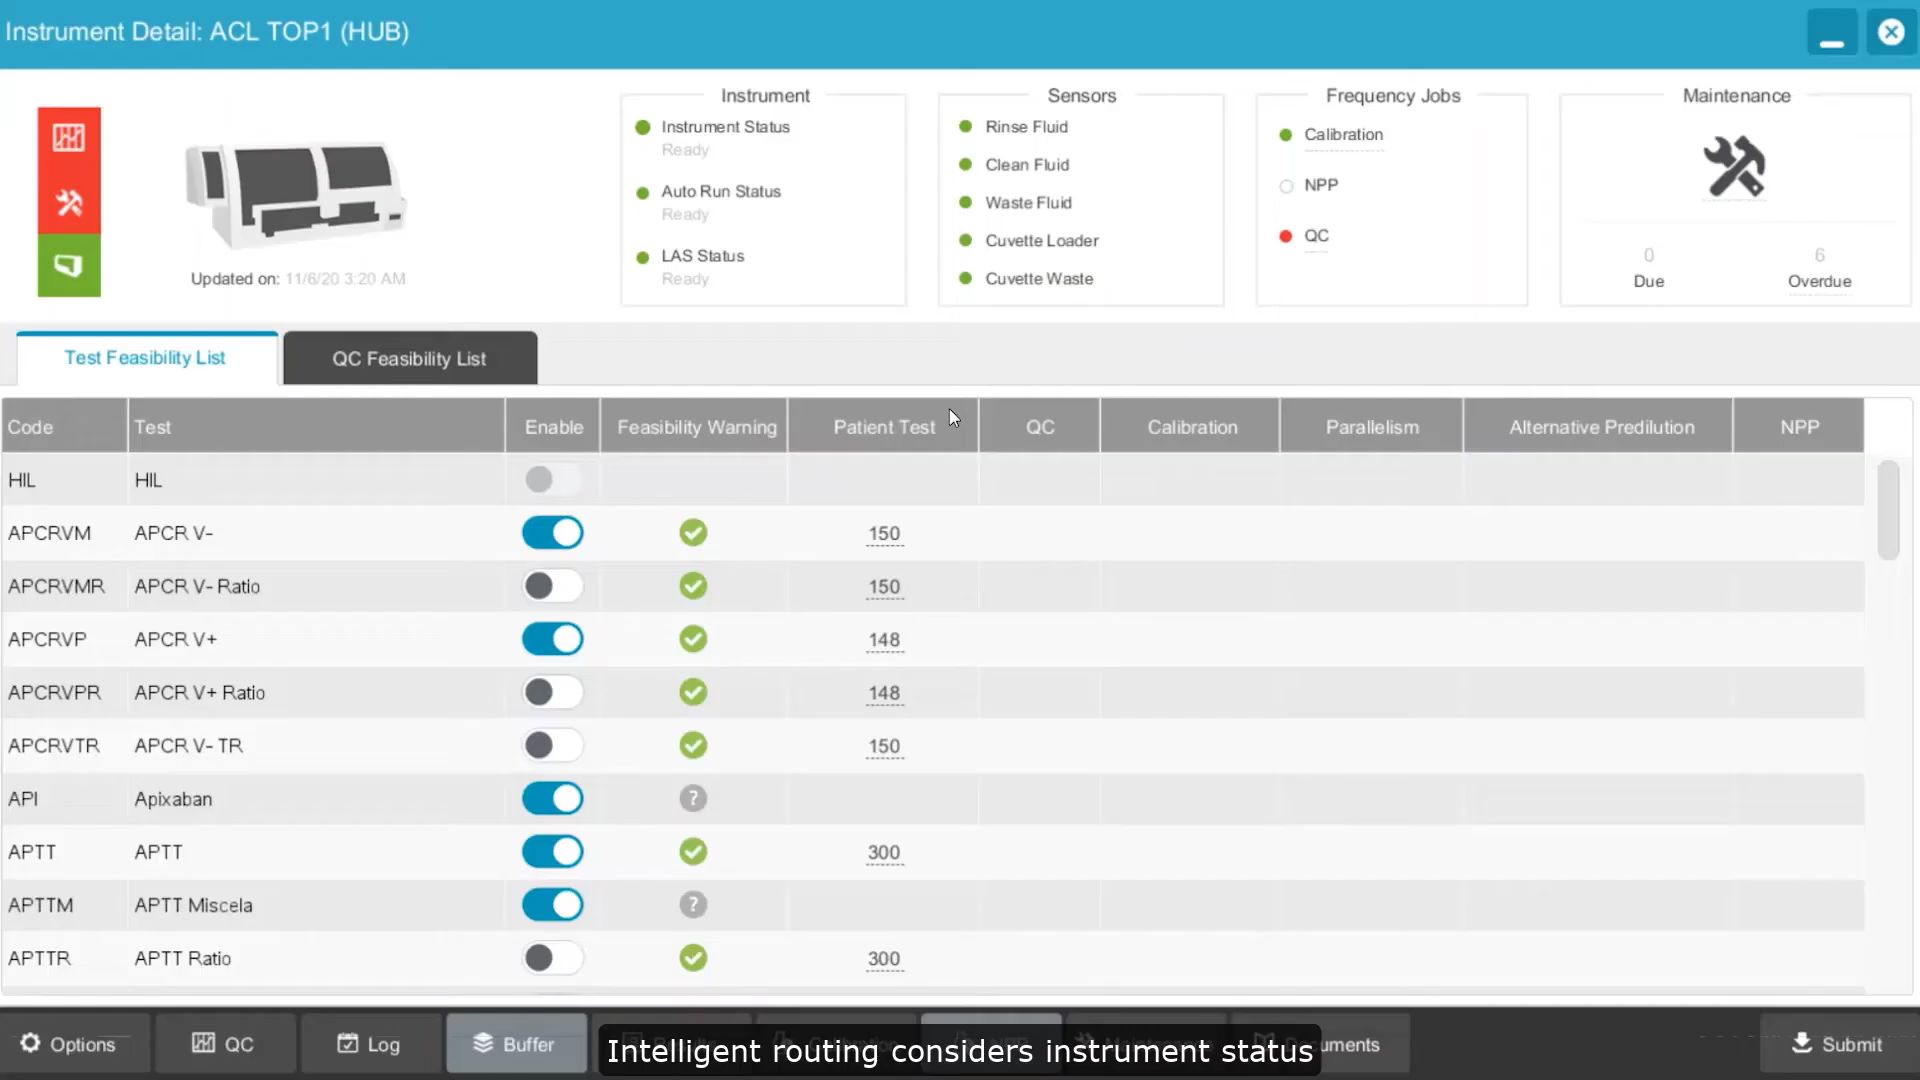 Instrument Detail: ACL TOP1 (HUB)
Updated on: 11/6/20 3:20 AM
Instrument
Instrument Status
Ready
Auto Run Status
Ready
LAS Status
Ready
Sensors
Rinse Fluid
Clean Fluid
Waste Fluid
Cuvette Loader
Cuvette Waste
Frequency Jobs
Calibration
NPP
QC
Maintenance
0 6
Due Overdue
Test Feasibility List QC Feasibility List
Code Test Enable Feasibility Warning Patient Test QC Calibration Parallelism Alternative Predilution NPP
HIL HIL
APCRVM APCR V- 150
APCRVMR APCR V- Ratio 150
APCRVP APCR V+ 148
APCRVPR APCR V+ Ratio 148
APCRVTR APCR V- TR 150
API Apixaban ?
APTT APTT 300
APTTM APTT Miscela ?
APTTR APTT Ratio 300
Options QC Log Buffer Submit
Intelligent routing considers instrument status